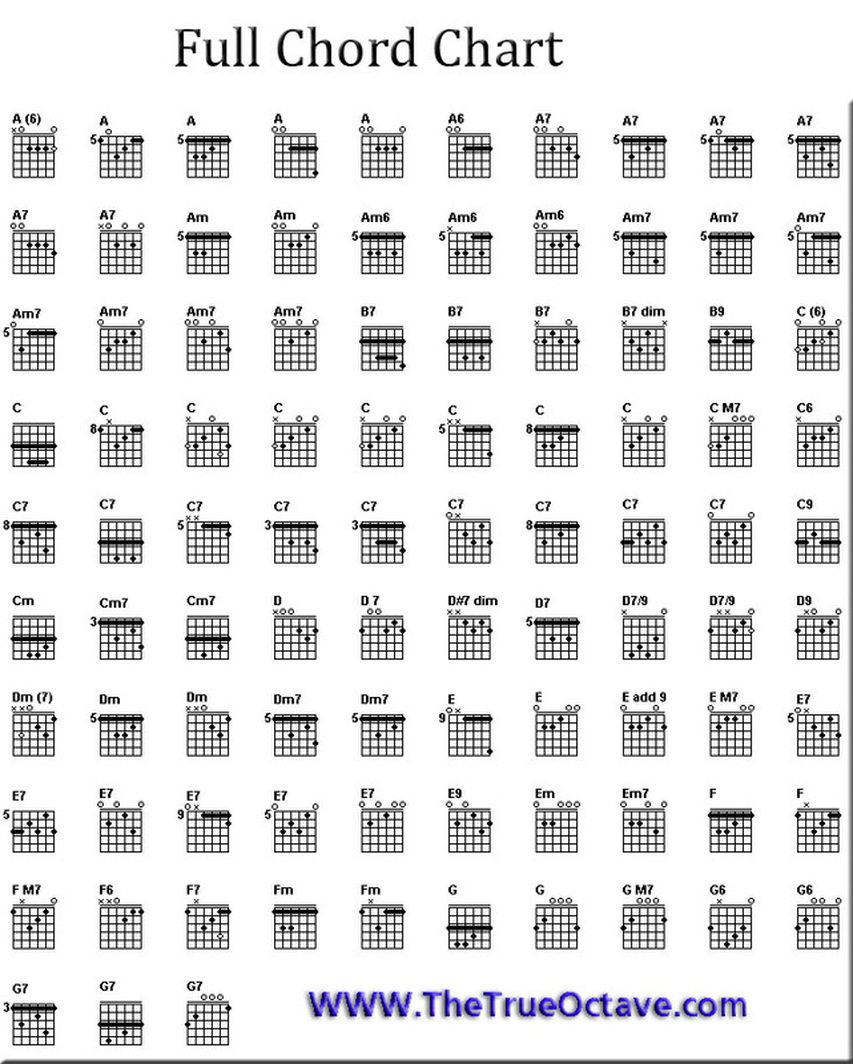 Full Chord Chart
A (6) A A A A A6 A7 A7 A7 A7
5 5 5 5 5
A7 A7 Am Am Am6 Am6 Am6 Am7 Am7 Am7
5 5 5 5 5 5
Am7 Am7 Am7 Am7 B7 B7 B7 B7 dim B9 C (6)
5
C C C C C C C C C M7 C6
8 5 8
C7 C7 C7 C7 C7 C7 C7 C7 C7 C9
8 5 3 3 8
Cm Cm7 Cm7 D D 7 D#7 dim D7 D7/9 D7/9 D9
3 5
Dm (7) Dm Dm Dm7 Dm7 E E E add 9 E M7 E7
5 5 5 9 5
E7 E7 E7 E7 E7 E9 Em Em7 F F
5 9 5
F M7 F6 F7 Fm Fm G G G M7 G6 G6
G7 G7 G7
3
WWW.TheTrueOctave.com